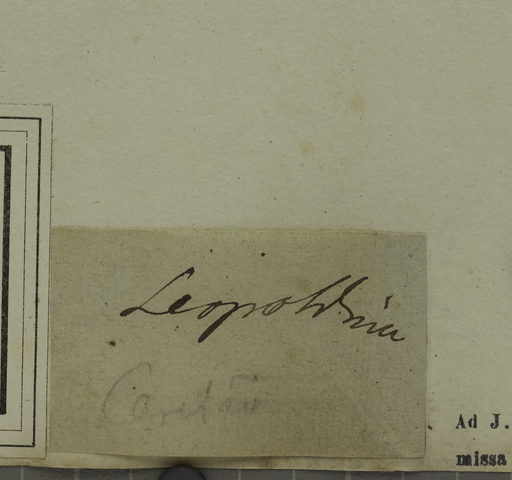 Leopoldina
Ad J.
missa